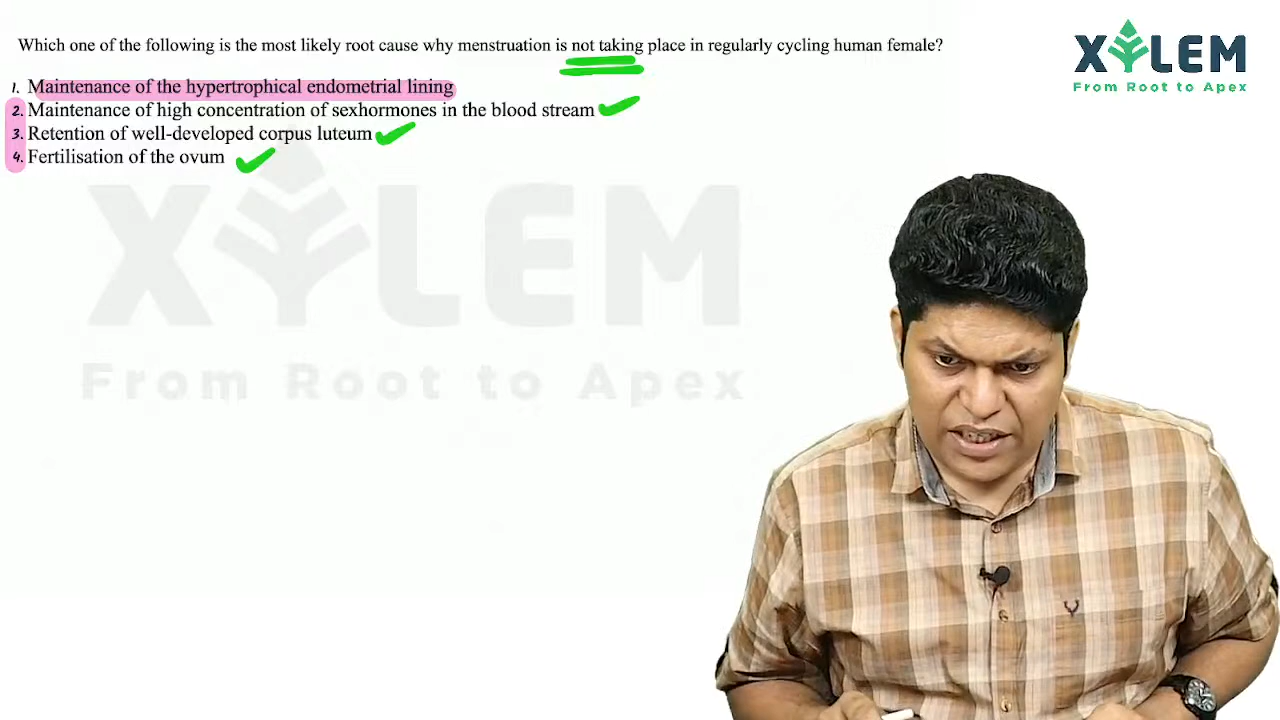 Which one of the following is the most likely root cause why menstruation is not taking place in regularly cycling human female?
1. Maintenance of the hypertrophical endometrial lining
2. Maintenance of high concentration of sexhormones in the blood stream
3. Retention of well-developed corpus luteum
4. Fertilisation of the ovum
XYLEM
From Root to Apex
XYLEM
From Root to Apex